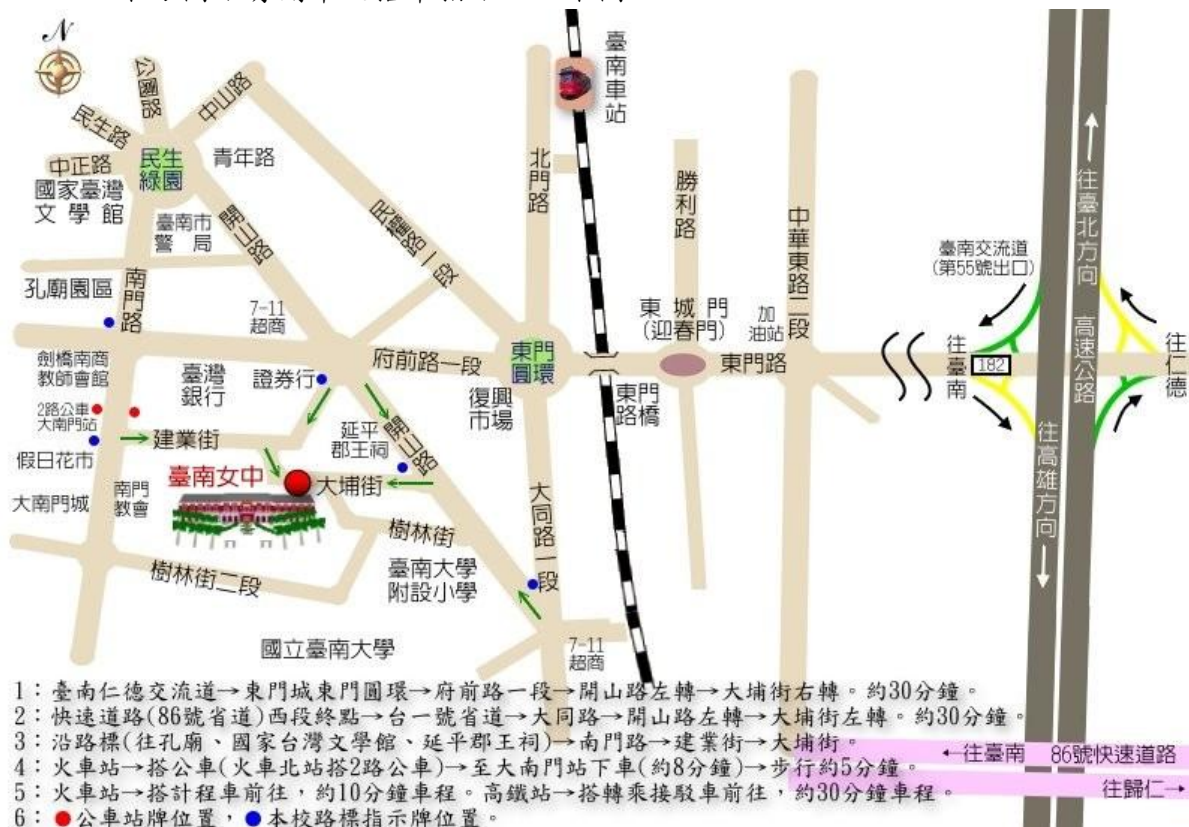 N
公園路
中山路
民生路
中正路
民生
綠園
青年路
國家臺灣
文學館
臺南市
警局
開山路
民權路一段
北門路
臺南車站
勝利路
中華東路二段
往臺北方向
臺南交流道
(第55號出口)
孔廟園區
南門路
7-11
超商
東城門
(迎春門)
加油站
高速公路
往臺南
182
往仁德
府前路一段
東門
圓環
東門路
劍橋南商
教師會館
臺灣
銀行
證券行
復興
市場
東門
路橋
2路公車
大南門站
建業街
延平
郡王祠
開山路
往高雄方向
假日花市
臺南女中
大埔街
大南門城
南門
教會
大同路一段
樹林街
樹林街二段
臺南大學
附設小學
國立臺南大學
7-11
超商
1：臺南仁德交流道→東門城東門圓環→府前路一段→開山路左轉→大埔街右轉。約30分鐘。
2：快速道路(86號省道)西段終點→台一號省道→大同路→開山路左轉→大埔街左轉。約30分鐘。
3：沿路標(往孔廟、國家台灣文學館、延平郡王祠)→南門路→建業街→大埔街。
←往臺南 86號快速道路
4：火車站→搭公車(火車北站搭2路公車)→至大南門站下車(約8分鐘)→步行約5分鐘。
往歸仁→
5：火車站→搭計程車前往，約10分鐘車程。高鐵站→搭轉乘接駁車前往，約30分鐘車程。
6：●公車站牌位置，●本校路標指示牌位置。